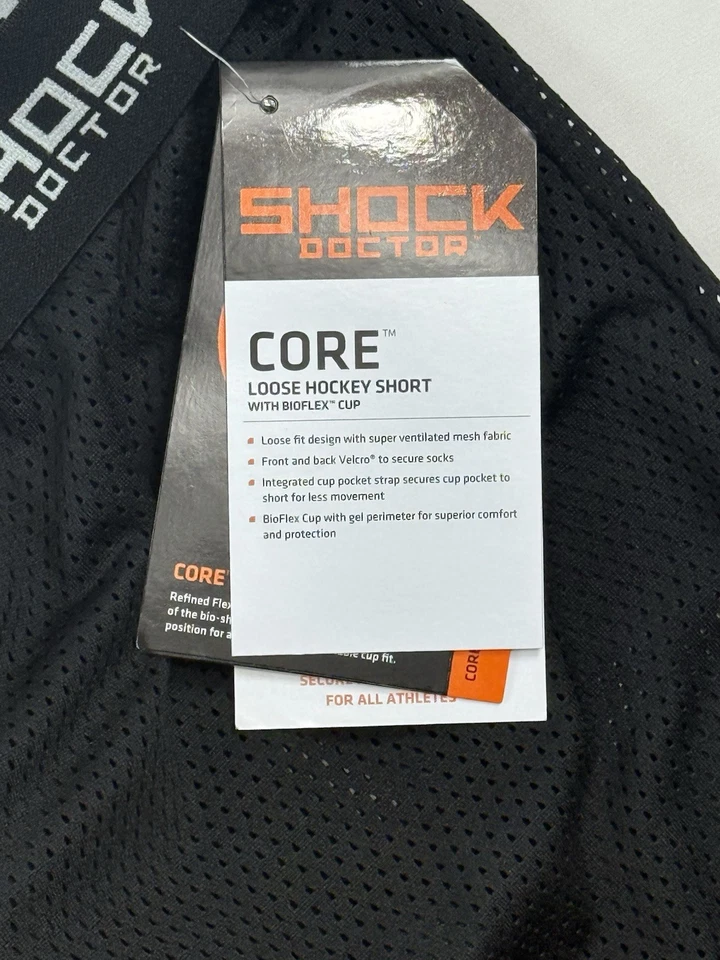 SHOCK
DOCTOR
SHOCK
DOCTOR
CORE™
LOOSE HOCKEY SHORT
WITH BIOFLEX™ CUP
Loose fit design with super ventilated mesh fabric
Front and back Velcro® to secure socks
Integrated cup pocket strap secures cup pocket to
short for less movement
BioFlex Cup with gel perimeter for superior comfort
and protection
CORE
Refined
of the
position for
cup fit.
CORE
FOR ALL ATHLETES